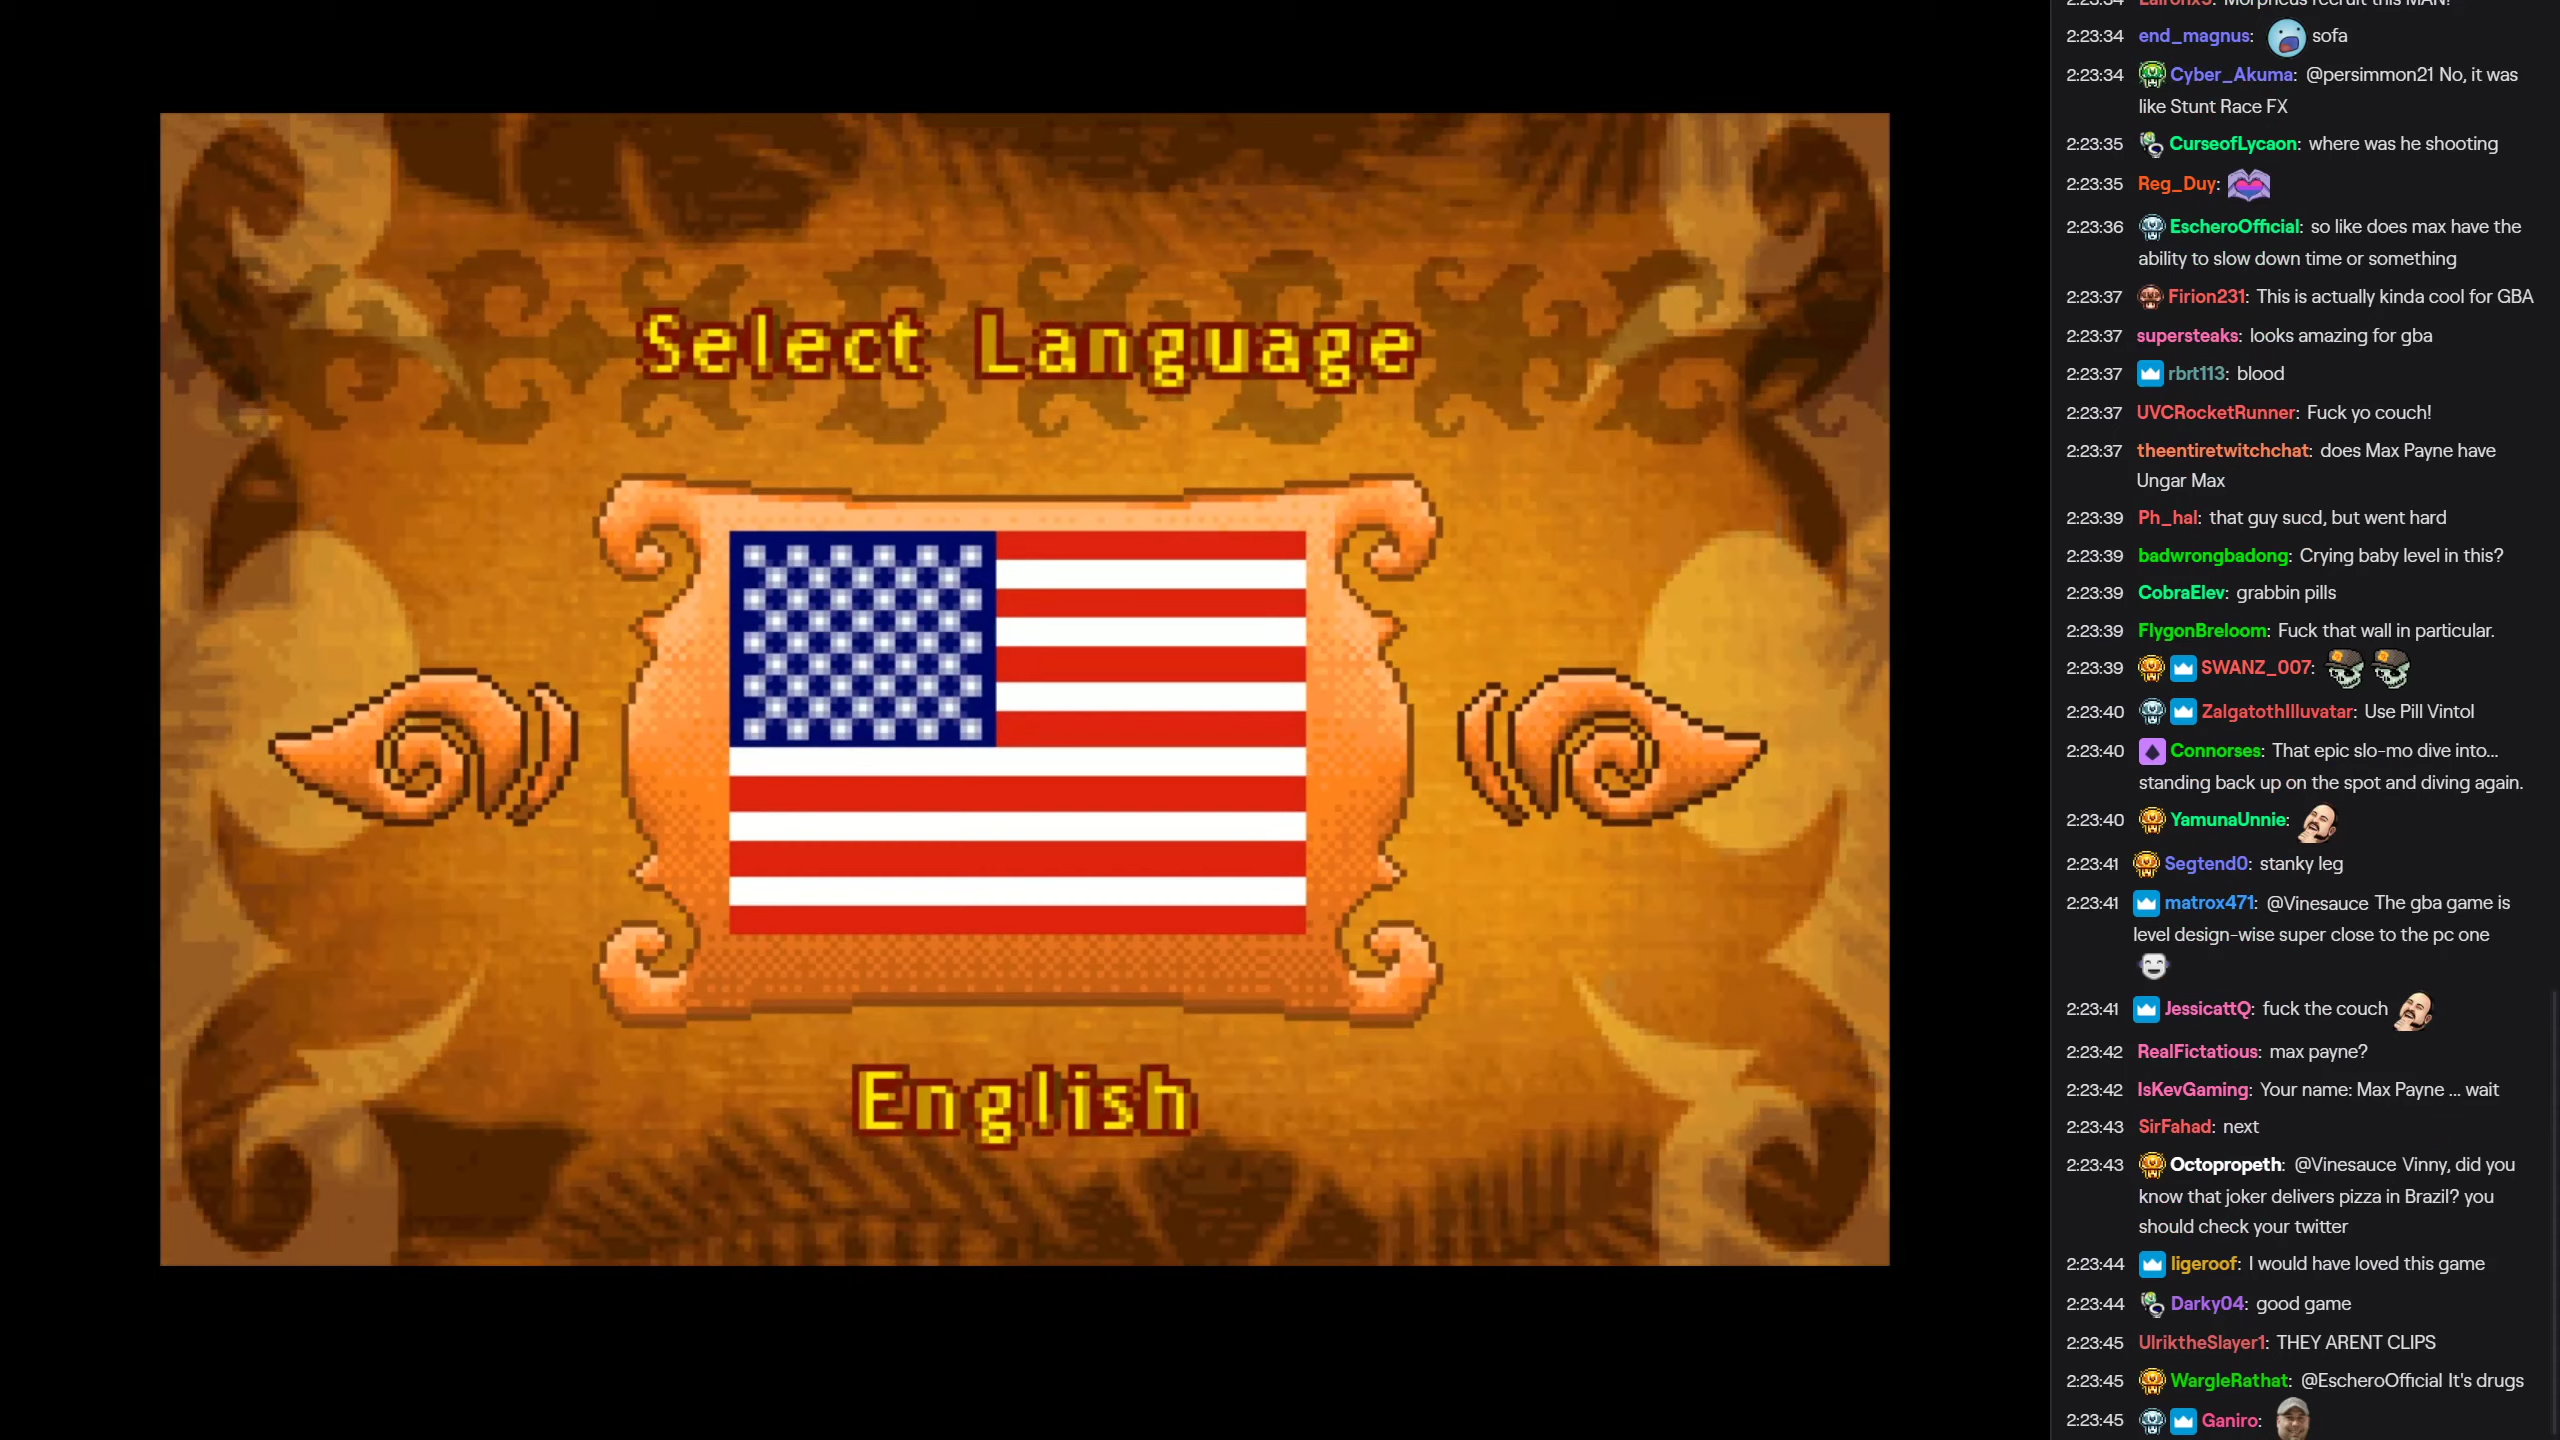 Select Language
English
2:23:34 end_magnus: sofa
2:23:34 Cyber_Akuma: @persimmon21 No, it was
like Stunt Race FX
2:23:35 CurseofLycaon: where was he shooting
2:23:35 Reg_Duy:
2:23:36 EscheroOfficial: so like does max have the
ability to slow down time or something
2:23:37 Firion231: This is actually kinda cool for GBA
2:23:37 supersteaks: looks amazing for gba
2:23:37 rbrt113: blood
2:23:37 UVCRocketRunner: Fuck yo couch!
2:23:37 theentiretwitchchat: does Max Payne have
Ungar Max
2:23:39 Ph_hal: that guy sucd, but went hard
2:23:39 badwrongbadong: Crying baby level in this?
2:23:39 CobraElev: grabbin pills
2:23:39 FlygonBreloom: Fuck that wall in particular.
2:23:39 SWANZ_007:
2:23:40 ZalgatothIlluvatar: Use Pill Vintol
2:23:40 Connorses: That epic slo-mo dive into...
standing back up on the spot and diving again.
2:23:40 YamunaUnnie:
2:23:41 Segtend0: stanky leg
2:23:41 matrox471: @Vinesauce The gba game is
level design-wise super close to the pc one
2:23:41 JessicattQ: fuck the couch
2:23:42 RealFictatious: max payne?
2:23:42 IsKevGaming: Your name: Max Payne ... wait
2:23:43 SirFahad: next
2:23:43 Octopropeth: @Vinesauce Vinny, did you
know that joker delivers pizza in Brazil? you
should check your twitter
2:23:44 ligeroof: I would have loved this game
2:23:44 Darky04: good game
2:23:45 UlriktheSlayer1: THEY ARENT CLIPS
2:23:45 WargleRathat: @EscheroOfficial It's drugs
2:23:45 Ganiro: